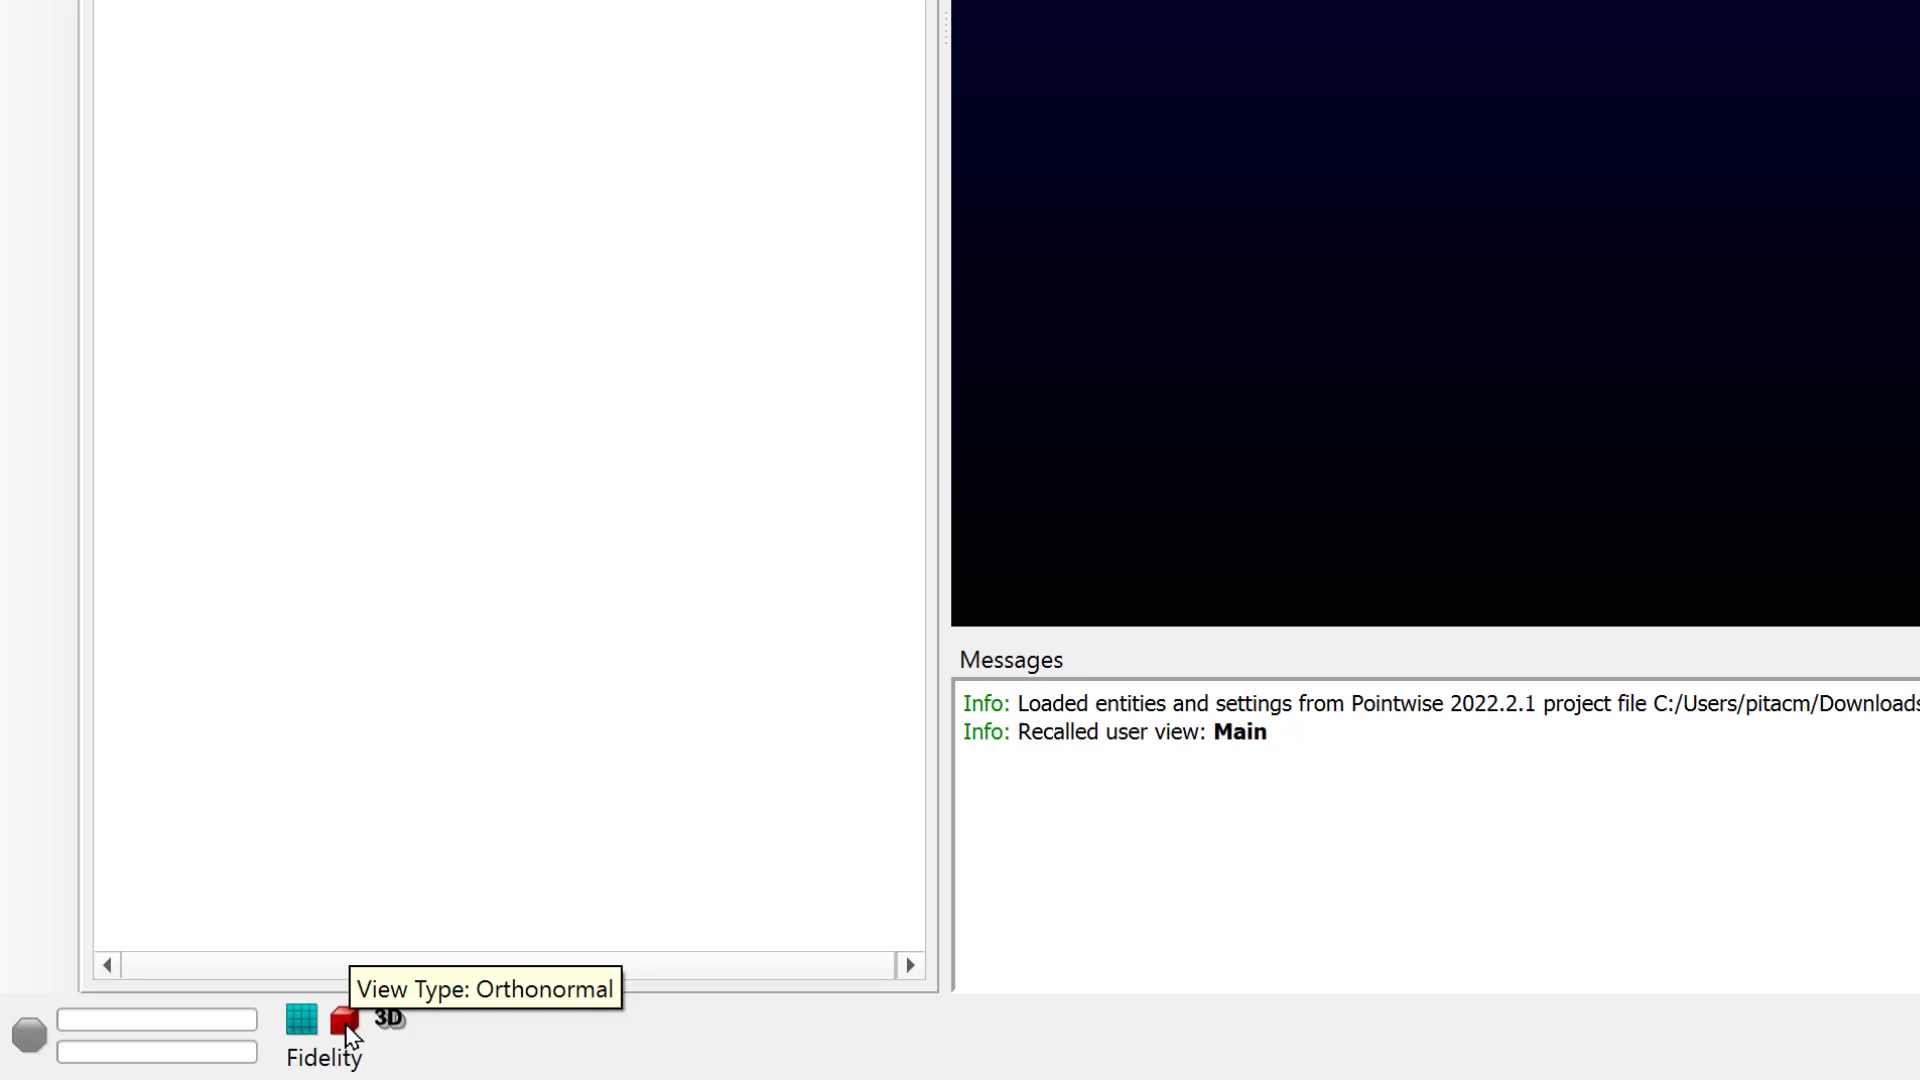 Messages
Info: Loaded entities and settings from Pointwise 2022.2.1 project file C:/Users/pitacm/Downloads
Info: Recalled user view: Main
View Type: Orthonormal
3D
Fidelity